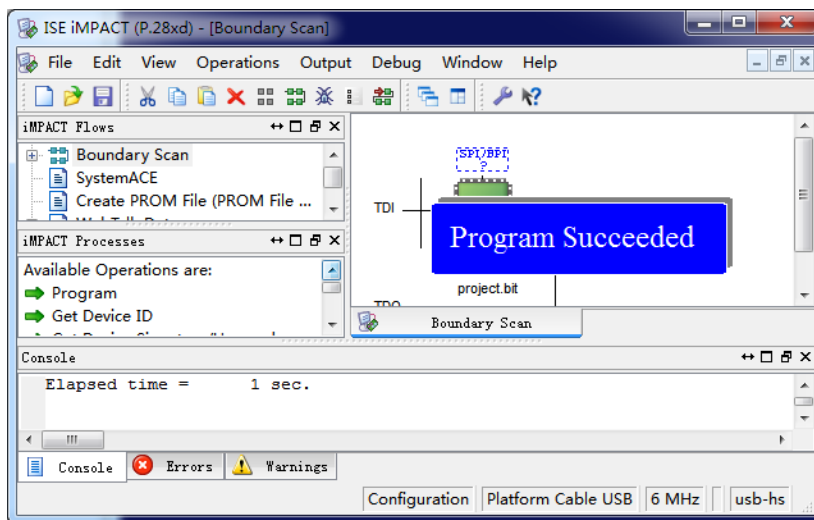 ISE iMPACT (P.28xd) - [Boundary Scan]
File Edit View Operations Output Debug Window Help
iMPACT Flows
Boundary Scan
SystemACE
Create PROM File (PROM File ...
iMPACT Processes
Available Operations are:
Program
Get Device ID
SPI/BPI
?
TDI
Program Succeeded
project.bit
TDO
Boundary Scan
Console
Elapsed time = 1 sec.
Console Errors Warnings
Configuration Platform Cable USB 6 MHz usb-hs